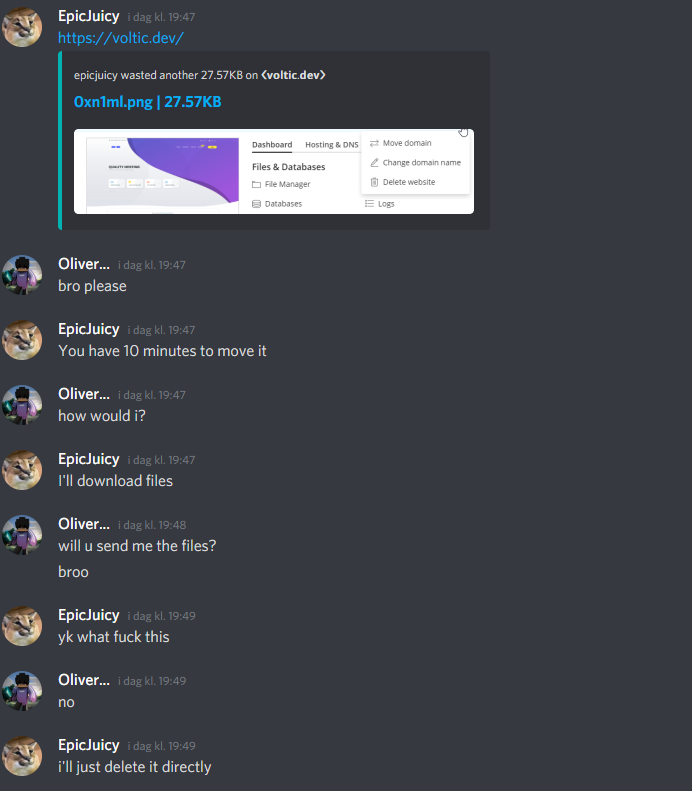 EpicJuicy i dag kl. 19:47
https://voltic.dev/
epicjuicy wasted another 27.57KB on <voltic.dev>
0xn1ml.png | 27.57KB
QUALITY HOSTING
Dashboard Hosting & DNS
Files & Databases
File Manager
Databases
Move domain
Change domain name
Delete website
Logs
Oliver... i dag kl. 19:47
bro please
EpicJuicy i dag kl. 19:47
You have 10 minutes to move it
Oliver... i dag kl. 19:47
how would i?
EpicJuicy i dag kl. 19:47
I'll download files
Oliver... i dag kl. 19:48
will u send me the files?
broo
EpicJuicy i dag kl. 19:49
yk what fuck this
Oliver... i dag kl. 19:49
no
EpicJuicy i dag kl. 19:49
i'll just delete it directly